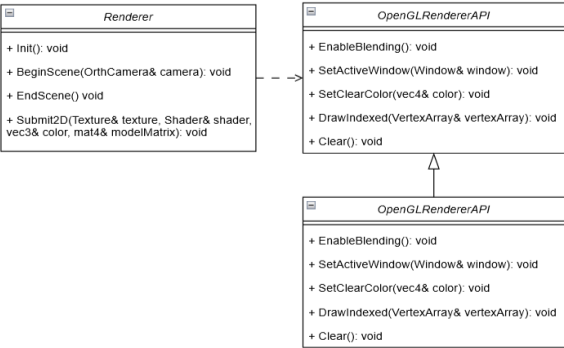 Renderer
+ Init(): void
+ BeginScene(OrthCamera& camera): void
+ EndScene() void
+ Submit2D(Texture& texture, Shader& shader,
vec3& color, mat4& modelMatrix): void
OpenGLRendererAPI
+ EnableBlending(): void
+ SetActiveWindow(Window& window): void
+ SetClearColor(vec4& color): void
+ DrawIndexed(VertexArray& vertexArray): void
+ Clear(): void
OpenGLRendererAPI
+ EnableBlending(): void
+ SetActiveWindow(Window& window): void
+ SetClearColor(vec4& color): void
+ DrawIndexed(VertexArray& vertexArray): void
+ Clear(): void